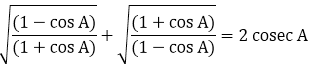 √((1 − cos A)/(1 + cos A)) + √((1 + cos A)/(1 − cos A)) = 2 cosec A